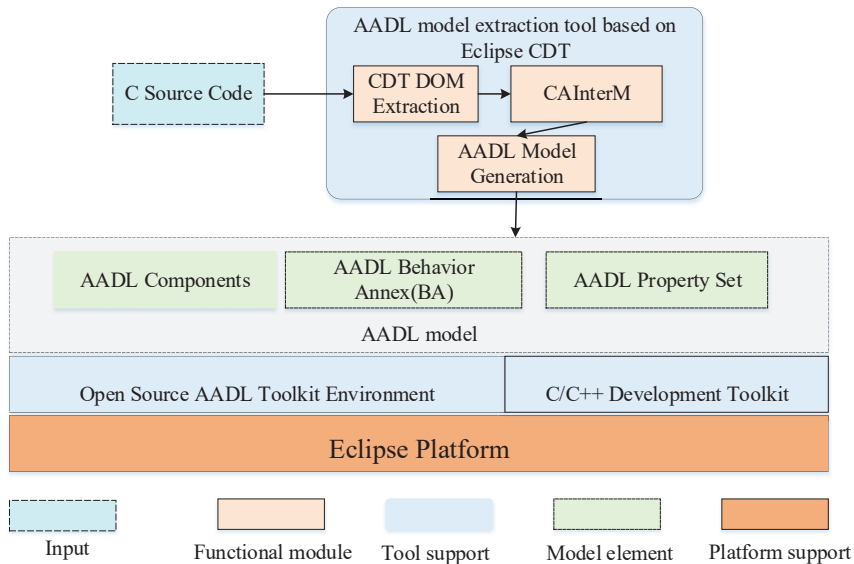 AADL model extraction tool based on
Eclipse CDT
C Source Code
CDT DOM
Extraction
CAInterM
AADL Model
Generation
AADL Components
AADL Behavior
Annex(BA)
AADL Property Set
AADL model
Open Source AADL Toolkit Environment
C/C++ Development Toolkit
Eclipse Platform
Input
Functional module
Tool support
Model element
Platform support